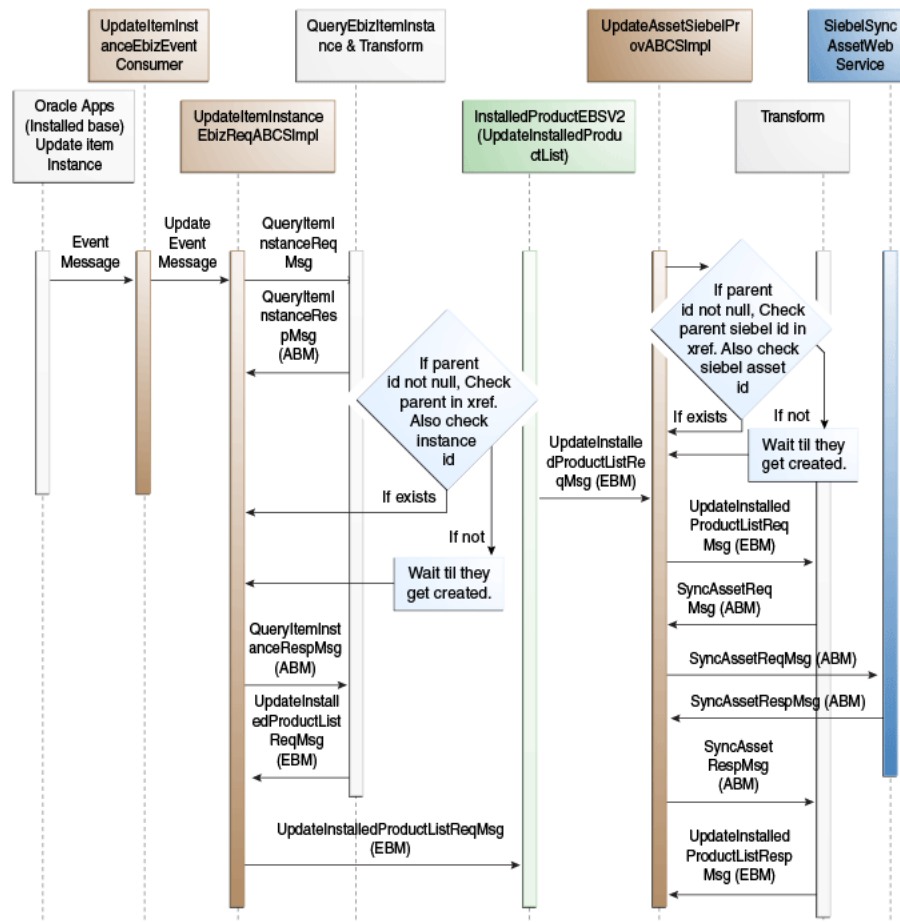 UpdateItemInst
anceEbizEvent
Consumer
QueryEbizItemInsta
nce & Transform
UpdateAssetSiebelPr
ovABCSImpl
SiebelSync
AssetWeb
Service
Oracle Apps
(Installed base)
Update item
Instance
UpdateItemInstance
EbizReqABCSImpl
InstalledProductEBSV2
(UpdateInstalledProdu
ctList)
Transform
Event
Message
Update
Event
Message
QueryItemI
nstanceReq
Msg
QueryItemI
nstanceRes
pMsg
(ABM)
If parent
id not null, Check
parent in xref.
Also check
instance
id
If exists
If not
Wait til they
get created.
QueryItemInst
anceRespMsg
(ABM)
UpdateInstall
edProductList
ReqMsg
(EBM)
UpdateInstalledProductListReqMsg
(EBM)
UpdateInstalle
dProductListRe
qMsg (EBM)
If parent
id not null, Check
parent siebel id in
xref. Also check
siebel asset
id
If exists
If not
Wait til they
get created.
UpdateInstalled
ProductListReq
Msg (EBM)
SyncAssetReq
Msg (ABM)
SyncAssetReqMsg (ABM)
SyncAssetRespMsg (ABM)
SyncAsset
RespMsg
(ABM)
UpdateInstalled
ProductListResp
Msg (EBM)